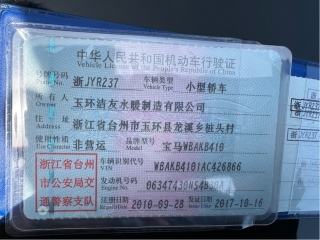 中华人民共和国机动车行驶证
Vehicle License of the People's Republic of China
号牌号码 浙JYR237 车辆类型 小型轿车
Vehicle Type
所有人 玉环洁友水暖制造有限公司
Owner
住址 浙江省台州市玉环县龙溪乡桩头村
Address
使用性质 非营运 品牌型号 宝马WBAKB410
Use Character
浙江省台州市公安局交通警察支队
车辆识别代号 WBAKB4101AC426866
VIN
发动机号码
Engine No.
注册日期 2010-09-28 发证日期 2017-10-16